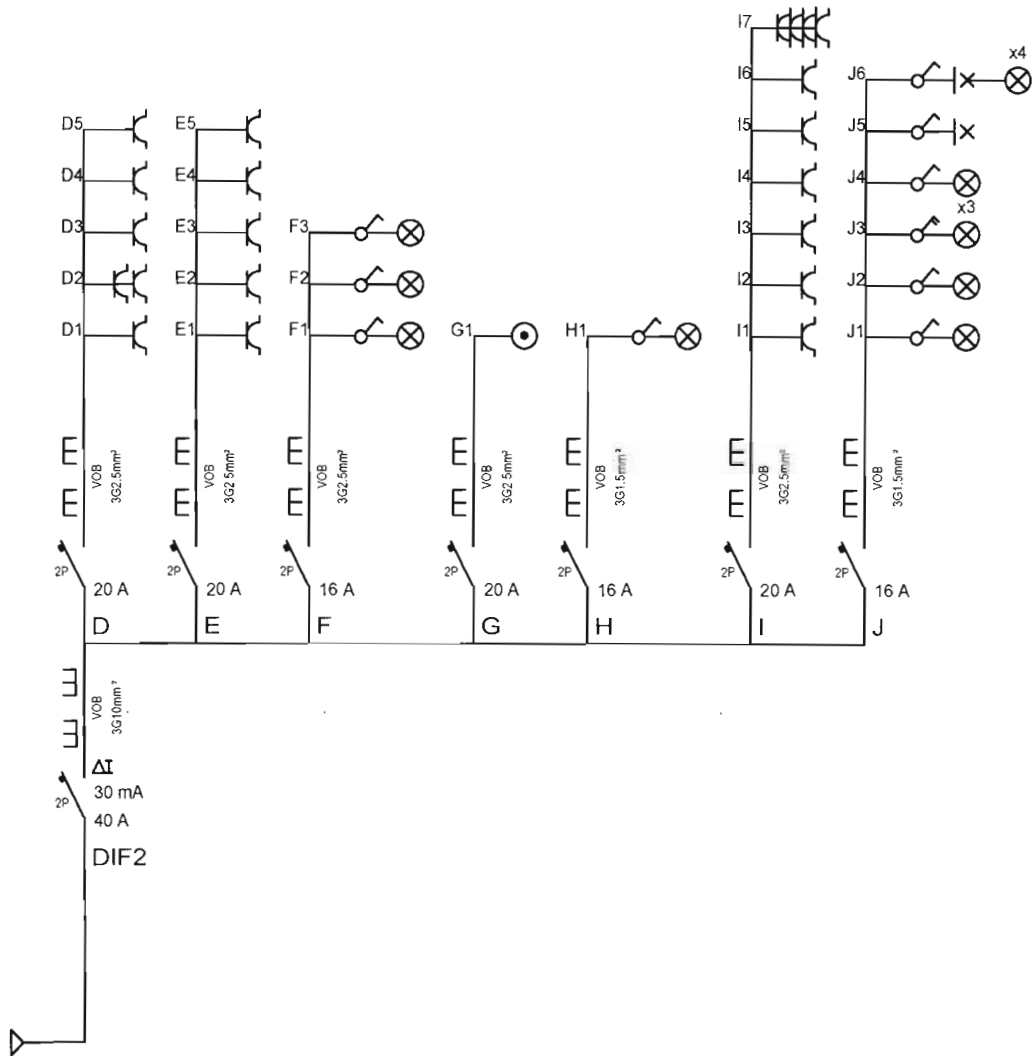 I7
I6
J6
x4
D5
E5
I5
J5
D4
E4
I4
J4
D3
E3
F3
I3
J3
x3
D2
E2
F2
I2
J2
D1
E1
F1
G1
H1
I1
J1
VOB
3G2.5mm²
VOB
3G2 5mm²
VOB
3G2.5mm²
VOB
3G2 5mm²
VOB
3G1.5mm²
VOB
3G2.5mm²
VOB
3G1.5mm²
2P
20 A
D
2P
20 A
E
2P
16 A
F
2P
20 A
G
2P
16 A
H
2P
20 A
I
2P
16 A
J
VOB
3G10mm²
ΔI
2P
30 mA
40 A
DIF2